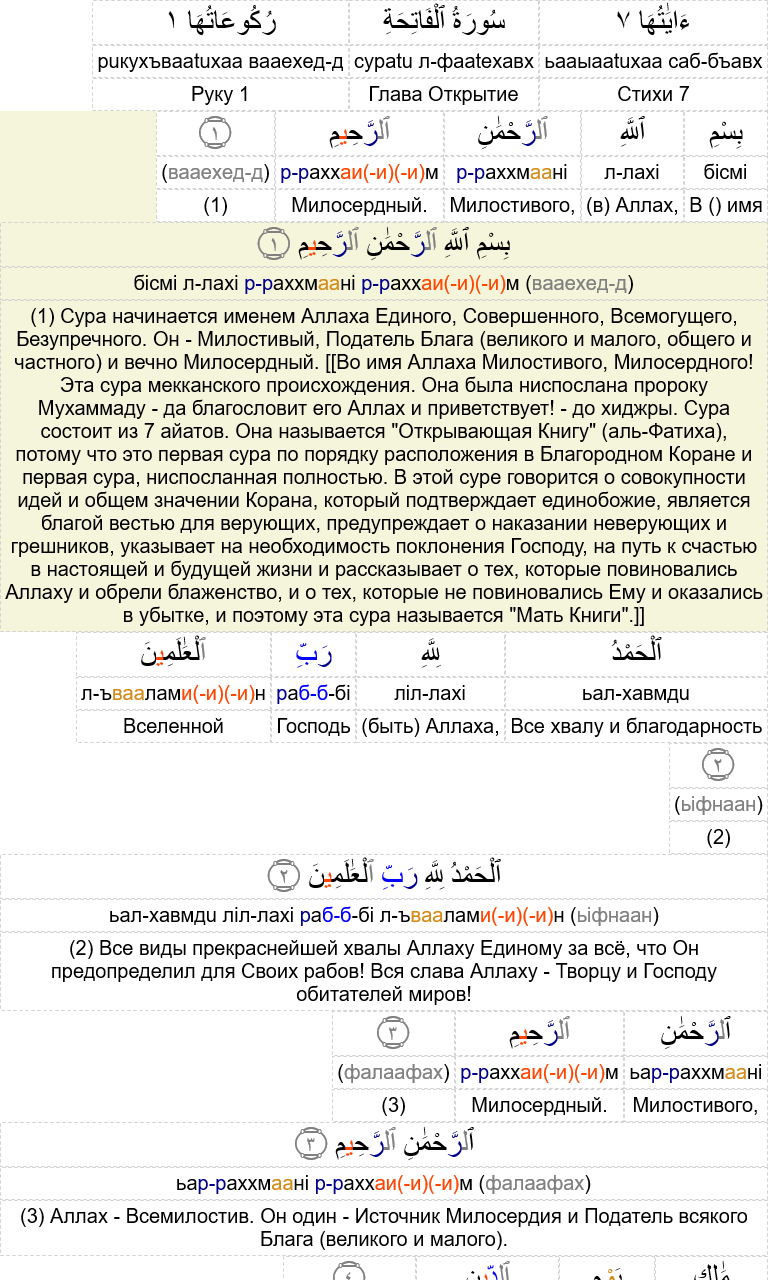 ءَايَٰتُهَا ٧ سُورَةُ ٱلْفَاتِحَةِ رُكُوعَاتُهَا ١
ьааыааtuхаа саб-бъавх сураtu л-фааtехавх рukухъвааtuхаа вааехед-д
Стихи 7 Глава Открытие Руку 1
بِسْمِ ٱللَّهِ ٱلرَّحْمَٰنِ ٱلرَّحِيمِ ١
бісмі л-лахі р-раххмаані р-раххаи(-и)(-и)м (вааехед-д)
В () имя (в) Аллах, Милостивого, Милосердный. (1)
بِسْمِ ٱللَّهِ ٱلرَّحْمَٰنِ ٱلرَّحِيمِ ١
бісмі л-лахі р-раххмаані р-раххаи(-и)(-и)м (вааехед-д)
(1) Сура начинается именем Аллаха Единого, Совершенного, Всемогущего,
Безупречного. Он - Милостивый, Податель Блага (великого и малого, общего и
частного) и вечно Милосердный. [[Во имя Аллаха Милостивого, Милосердного!
Эта сура мекканского происхождения. Она была ниспослана пророку
Мухаммаду - да благословит его Аллах и приветствует! - до хиджры. Сура
состоит из 7 айатов. Она называется "Открывающая Книгу" (аль-Фатиха),
потому что это первая сура по порядку расположения в Благородном Коране и
первая сура, ниспосланная полностью. В этой суре говорится о совокупности
идей и общем значении Корана, который подтверждает единобожие, является
благой вестью для верующих, предупреждает о наказании неверующих и
грешников, указывает на необходимость поклонения Господу, на путь к счастью
в настоящей и будущей жизни и рассказывает о тех, которые повиновались
Аллаху и обрели блаженство, и о тех, которые не повиновались Ему и оказались
в убытке, и поэтому эта сура называется "Мать Книги".]]
ٱلْحَمْدُ لِلَّهِ رَبِّ ٱلْعَٰلَمِينَ
ьал-хавмдu ліл-лахі раб-б-бі л-ъваалами(-и)(-и)н
Все хвалу и благодарность (быть) Аллаха, Господь Вселенной
٢
(ыіфнаан)
(2)
ٱلْحَمْدُ لِلَّهِ رَبِّ ٱلْعَٰلَمِينَ ٢
ьал-хавмдu ліл-лахі раб-б-бі л-ъваалами(-и)(-и)н (ыіфнаан)
(2) Все виды прекраснейшей хвалы Аллаху Единому за всё, что Он
предопределил для Своих рабов! Вся слава Аллаху - Творцу и Господу
обитателей миров!
ٱلرَّحْمَٰنِ ٱلرَّحِيمِ ٣
ьар-раххмаані р-раххаи(-и)(-и)м (фалаафах)
Милостивого, Милосердный. (3)
ٱلرَّحْمَٰنِ ٱلرَّحِيمِ ٣
ьар-раххмаані р-раххаи(-и)(-и)м (фалаафах)
(3) Аллах - Всемилостив. Он один - Источник Милосердия и Податель всякого
Блага (великого и малого).